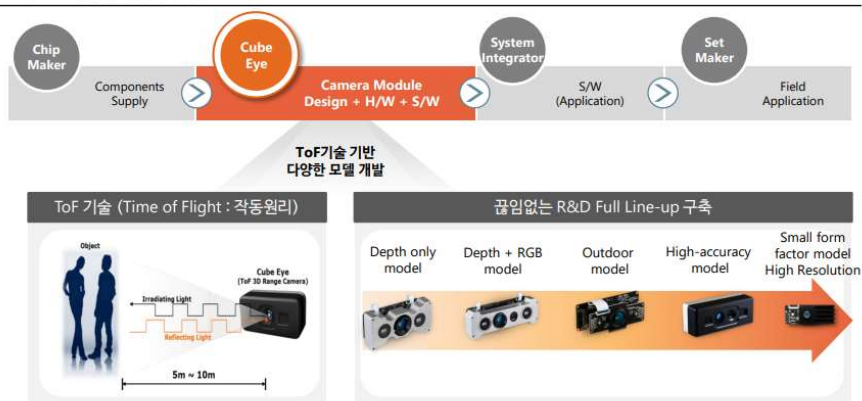 Chip
Maker
Components
Supply
Cube
Eye
Camera Module
Design + H/W + S/W
System
Integrator
S/W
(Application)
Set
Maker
Field
Application
ToF기술 기반
다양한 모델 개발
ToF 기술 (Time of Flight : 작동원리)
Object
Cube Eye
(ToF 3D Range Camera)
Irradiating Light
Reflecting Light
5m ~ 10m
끊임없는 R&D Full Line-up 구축
Depth only
model
Depth + RGB
model
Outdoor
model
High-accuracy
model
Small form
factor model
High Resolution